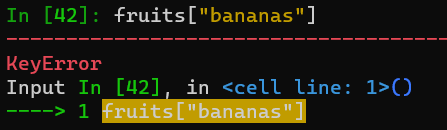 In [42]: fruits["bananas"]
---------------------------------------------------------------
KeyError
Input In [42], in <cell line: 1>()
----> 1 fruits["bananas"]